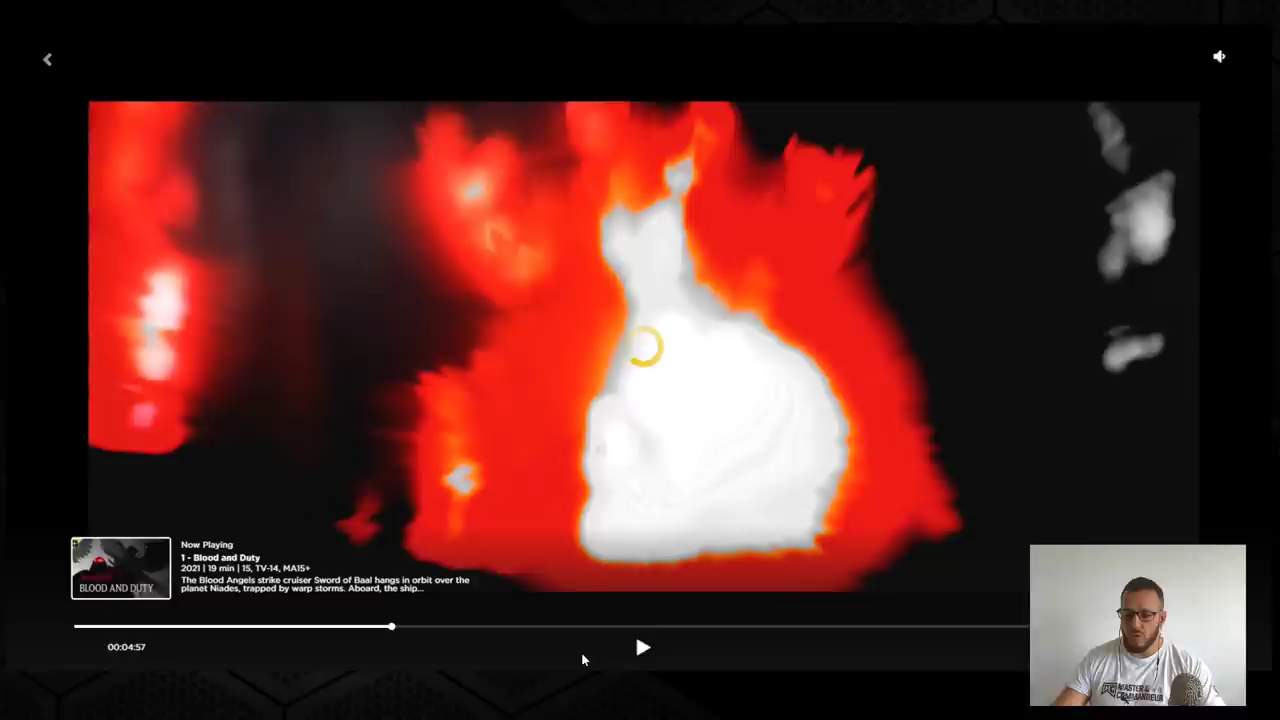 Now Playing
1 - Blood and Duty
2021 | 19 min | 15, TV-14, MA15+
The Blood Angels strike cruiser Sword of Baal hangs in orbit over the
planet Niades, trapped by warp storms. Aboard, the ship...
BLOOD AND DUTY
00:04:57
MASTER &
COMMANDEUR